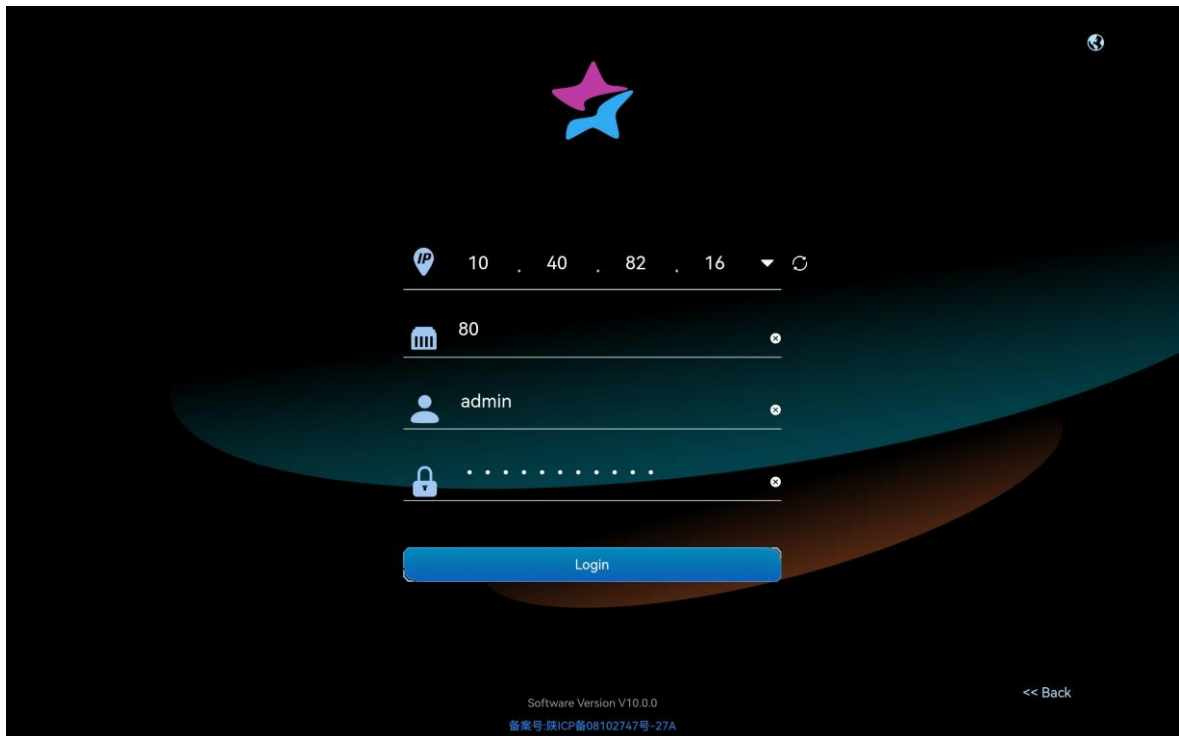 IP
10 . 40 . 82 . 16
80
admin
• • • • • • • • • • •
Login
<< Back
Software Version V10.0.0
备案号:陕ICP备08102747号-27A